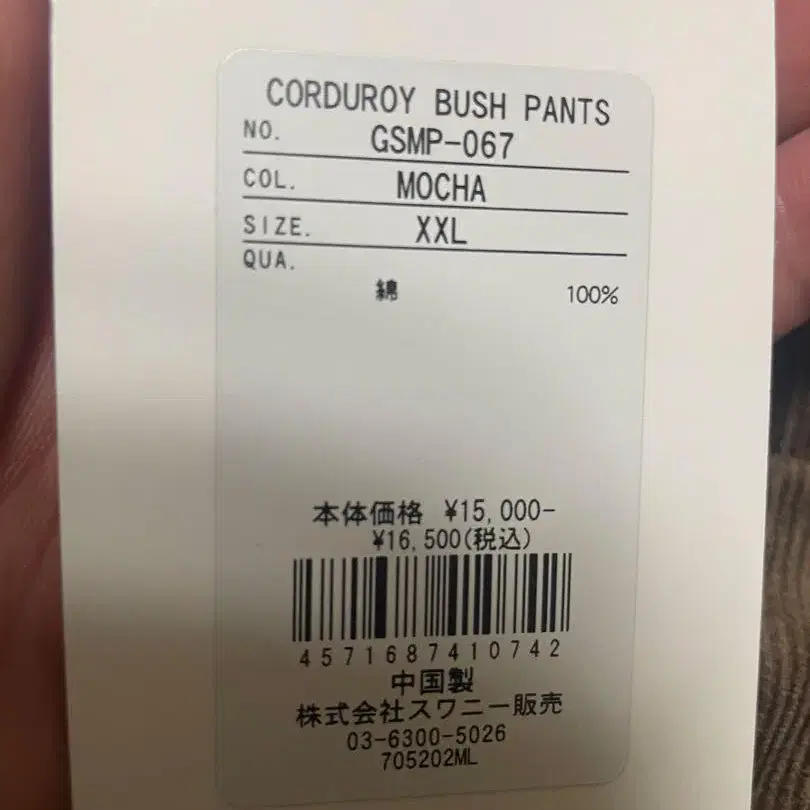 CORDUROY BUSH PANTS
NO. GSMP-067
COL. MOCHA
SIZE. XXL
QUA.
綿 100%
本体価格 ¥15,000-
¥16,500(税込)
4571687410742
中国製
株式会社スワニー販売
03-6300-5026
705202ML